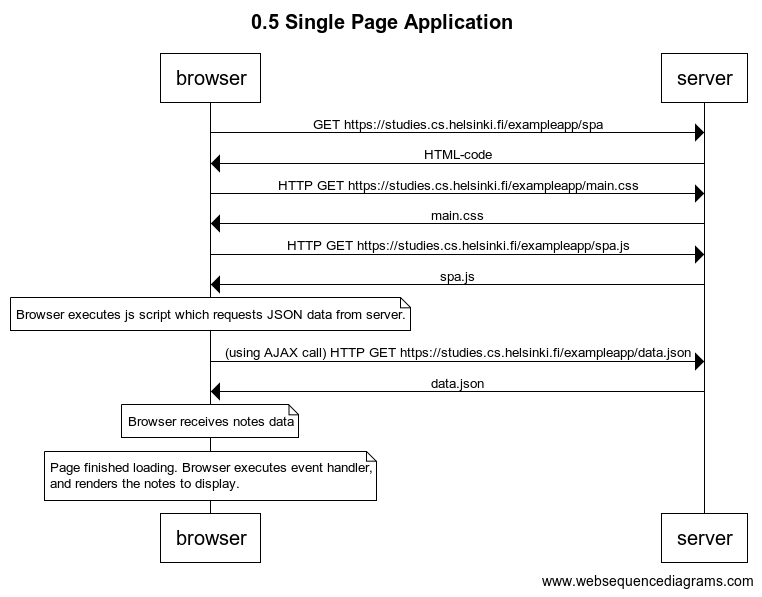 0.5 Single Page Application
browser
server
GET https://studies.cs.helsinki.fi/exampleapp/spa
HTML-code
HTTP GET https://studies.cs.helsinki.fi/exampleapp/main.css
main.css
HTTP GET https://studies.cs.helsinki.fi/exampleapp/spa.js
spa.js
Browser executes js script which requests JSON data from server.
(using AJAX call) HTTP GET https://studies.cs.helsinki.fi/exampleapp/data.json
data.json
Browser receives notes data
Page finished loading. Browser executes event handler,
and renders the notes to display.
browser
server
www.websequencediagrams.com